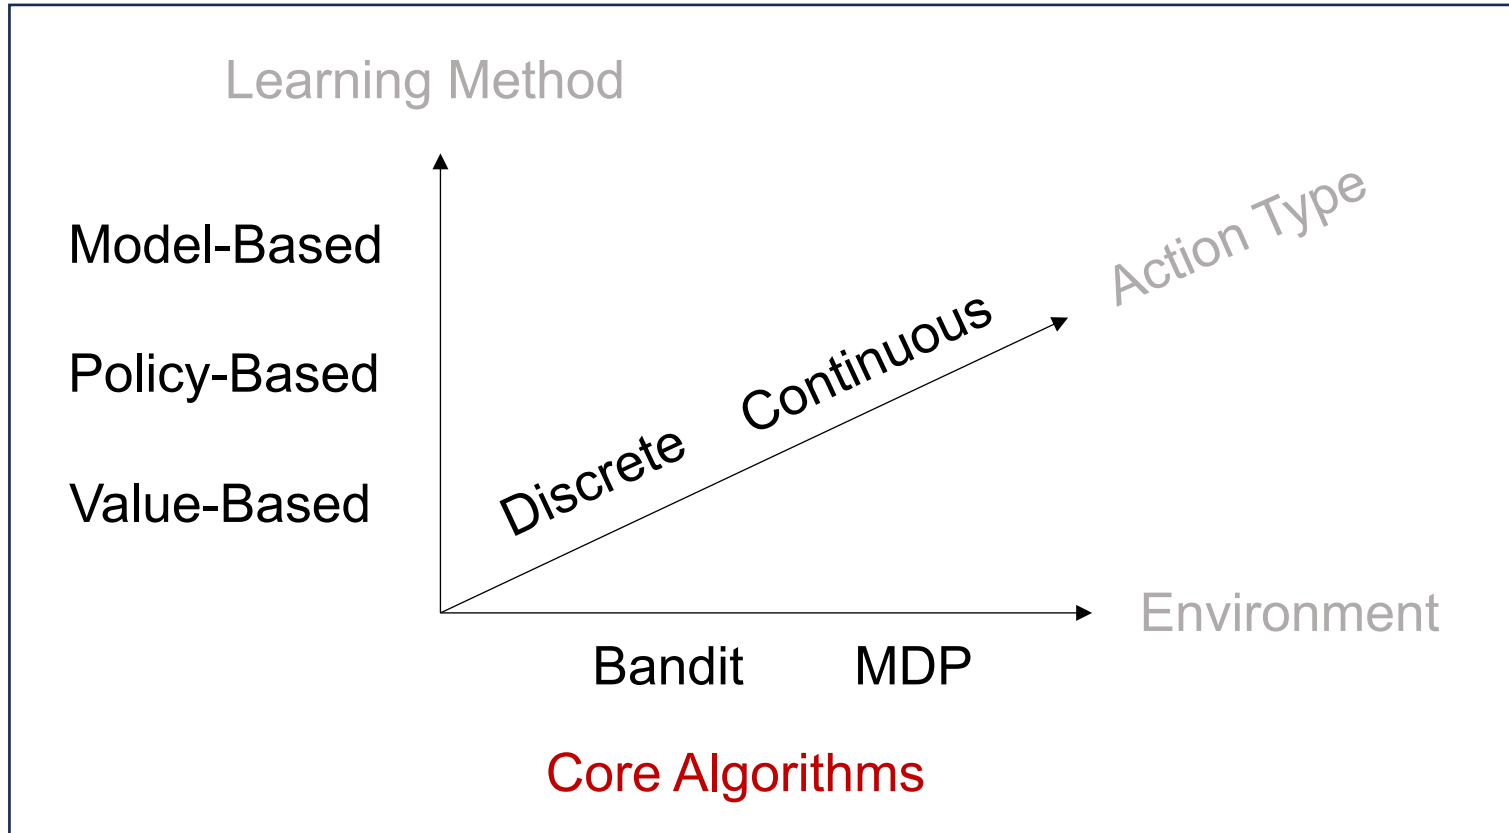 Learning Method
Model-Based
Policy-Based
Value-Based
Discrete
Continuous
Action Type
Environment
Bandit
MDP
Core Algorithms